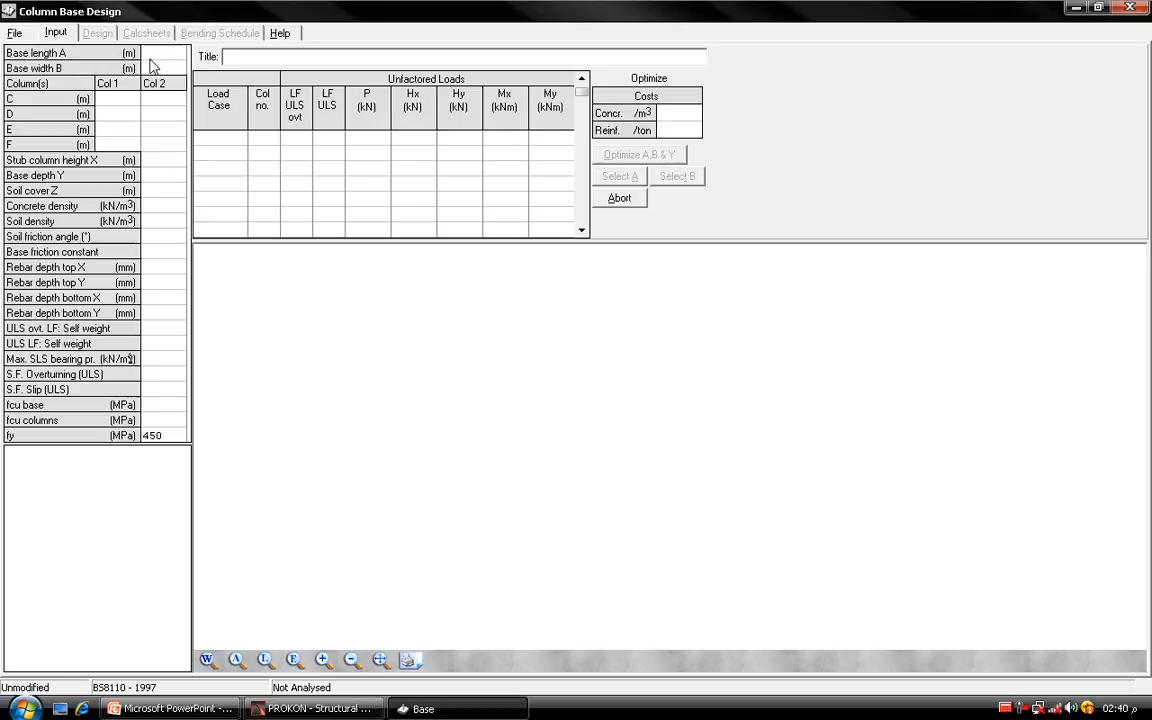 Column Base Design
File Input Design Calcsheets Bending Schedule Help
Base length A (m)
Base width B (m)
Column(s) Col 1 Col 2
C (m)
D (m)
E (m)
F (m)
Stub column height X (m)
Base depth Y (m)
Soil cover Z (m)
Concrete density (kN/m3)
Soil density (kN/m3)
Soil friction angle (°)
Base friction constant
Rebar depth top X (mm)
Rebar depth top Y (mm)
Rebar depth bottom X (mm)
Rebar depth bottom Y (mm)
ULS ovt. LF: Self weight
ULS LF: Self weight
Max. SLS bearing pr. (kN/m²)
S.F. Overturning (ULS)
S.F. Slip (ULS)
fcu base (MPa)
fcu columns (MPa)
fy (MPa) 450
Title:
Unfactored Loads
Load Case
Col no.
LF ULS ovt
LF ULS
P (kN)
Hx (kN)
Hy (kN)
Mx (kNm)
My (kNm)
Optimize
Costs
Concr. /m3
Reinf. /ton
Optimize A,B & Y
Select A Select B
Abort
W A L E
Unmodified BS8110 - 1997 Not Analysed
Microsoft PowerPoint -... PROKON - Structural ... Base 02:40 م